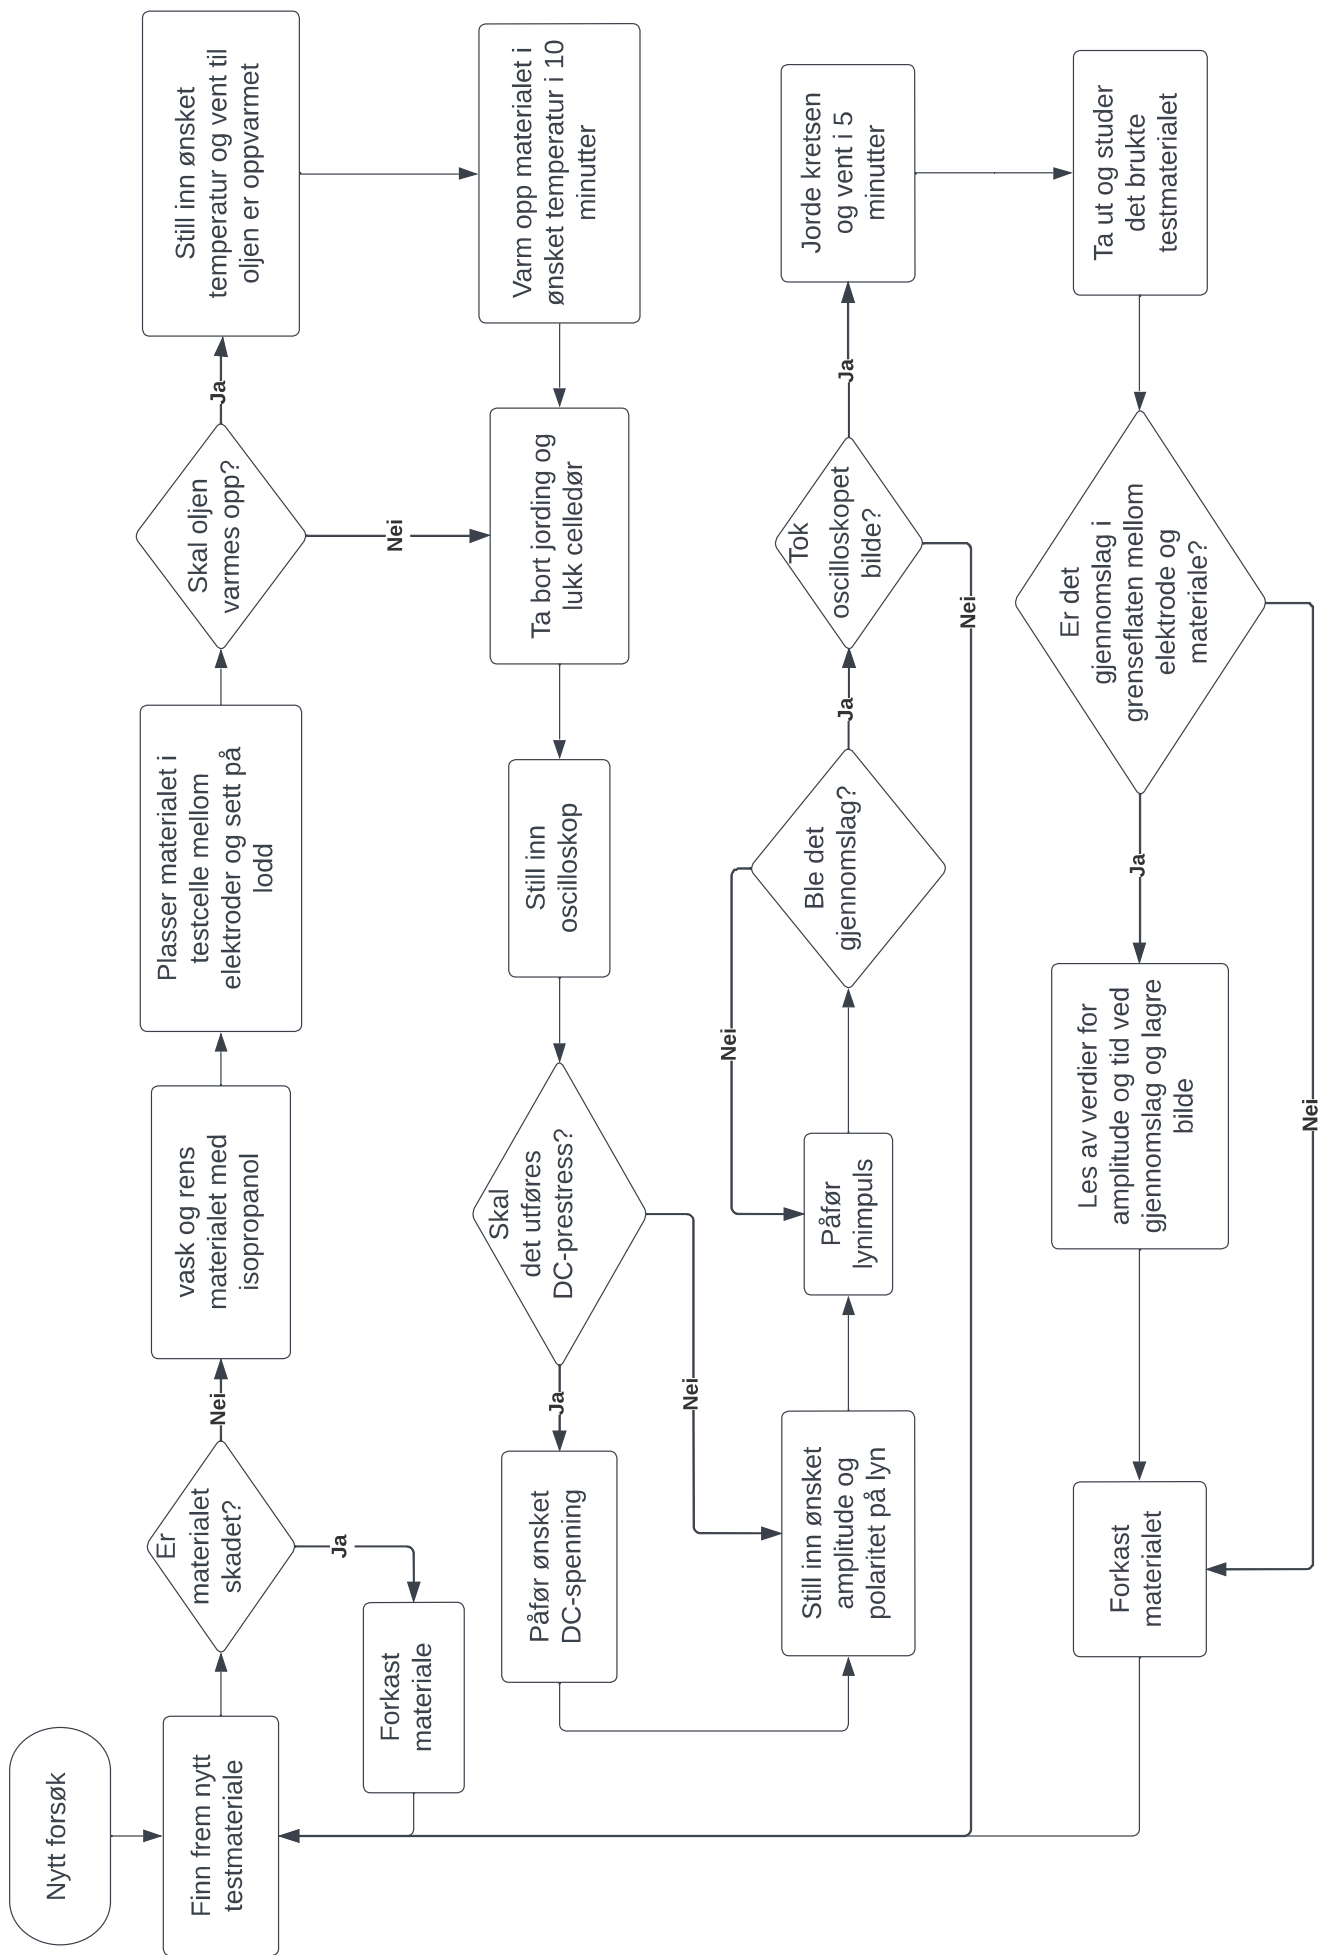 Nytt forsøk
Finn frem nytt
testmateriale
Er
materialet
skadet?
Nei
Ja
Forkast
materiale
vask og rens
materialet med
isopropanol
Plasser materialet i
testcelle mellom
elektroder og sett på
lodd
Skal oljen
varmes opp?
Ja
Nei
Still inn ønsket
temperatur og vent til
oljen er oppvarmet
Varm opp materialet i
ønsket temperatur i 10
minutter
Ta bort jording og
lukk celledør
Still inn
oscilloskop
Skal
det utføres
DC-prestress?
Ja
Nei
Påfør ønsket
DC-spenning
Still inn ønsket
amplitude og
polaritet på lyn
Påfør
lynimpuls
Nei
Ble det
gjennomslag?
Ja
Tok
oscilloskopet
bilde?
Ja
Nei
Jorde kretsen
og vent i 5
minutter
Ta ut og studer
det brukte
testmaterialet
Er det
gjennomslag i
grenseflaten mellom
elektrode og
materiale?
Ja
Nei
Les av verdier for
amplitude og tid ved
gjennomslag og lagre
bilde
Forkast
materialet